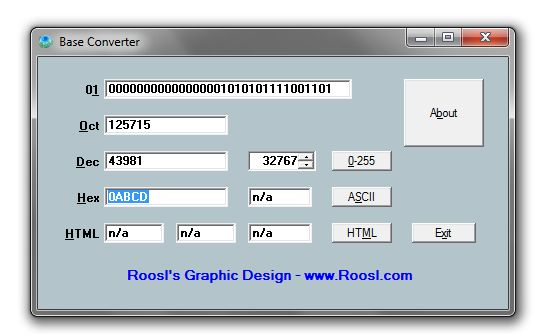 Base Converter
01 00000000000000001010101111001101
About
Oct 125715
Dec 43981 32767 0-255
Hex 0ABCD n/a ASCII
HTML n/a n/a n/a HTML Exit
Roosl's Graphic Design - www.Roosl.com